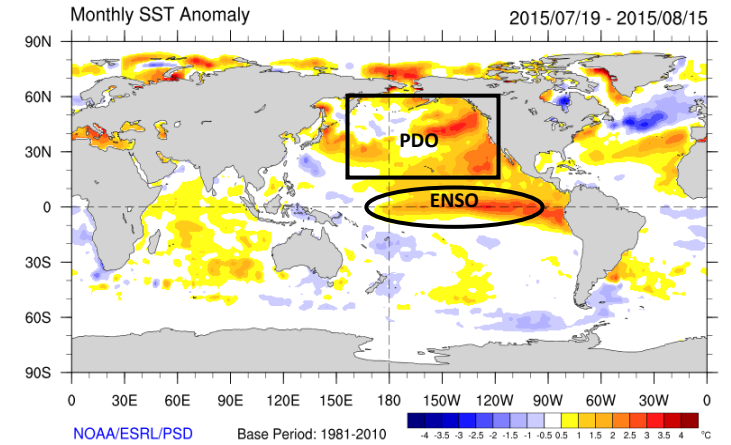 Monthly SST Anomaly 2015/07/19 - 2015/08/15
90N
60N
30N
0
30S
60S
90S
PDO
ENSO
0 30E 60E 90E 120E 150E 180 150W 120W 90W 60W 30W 0
NOAA/ESRL/PSD Base Period: 1981-2010
-4 -3.5 -3 -2.5 -2 -1.5 -1 -0.5 0.5 1 1.5 2 2.5 3 3.5 4 °C